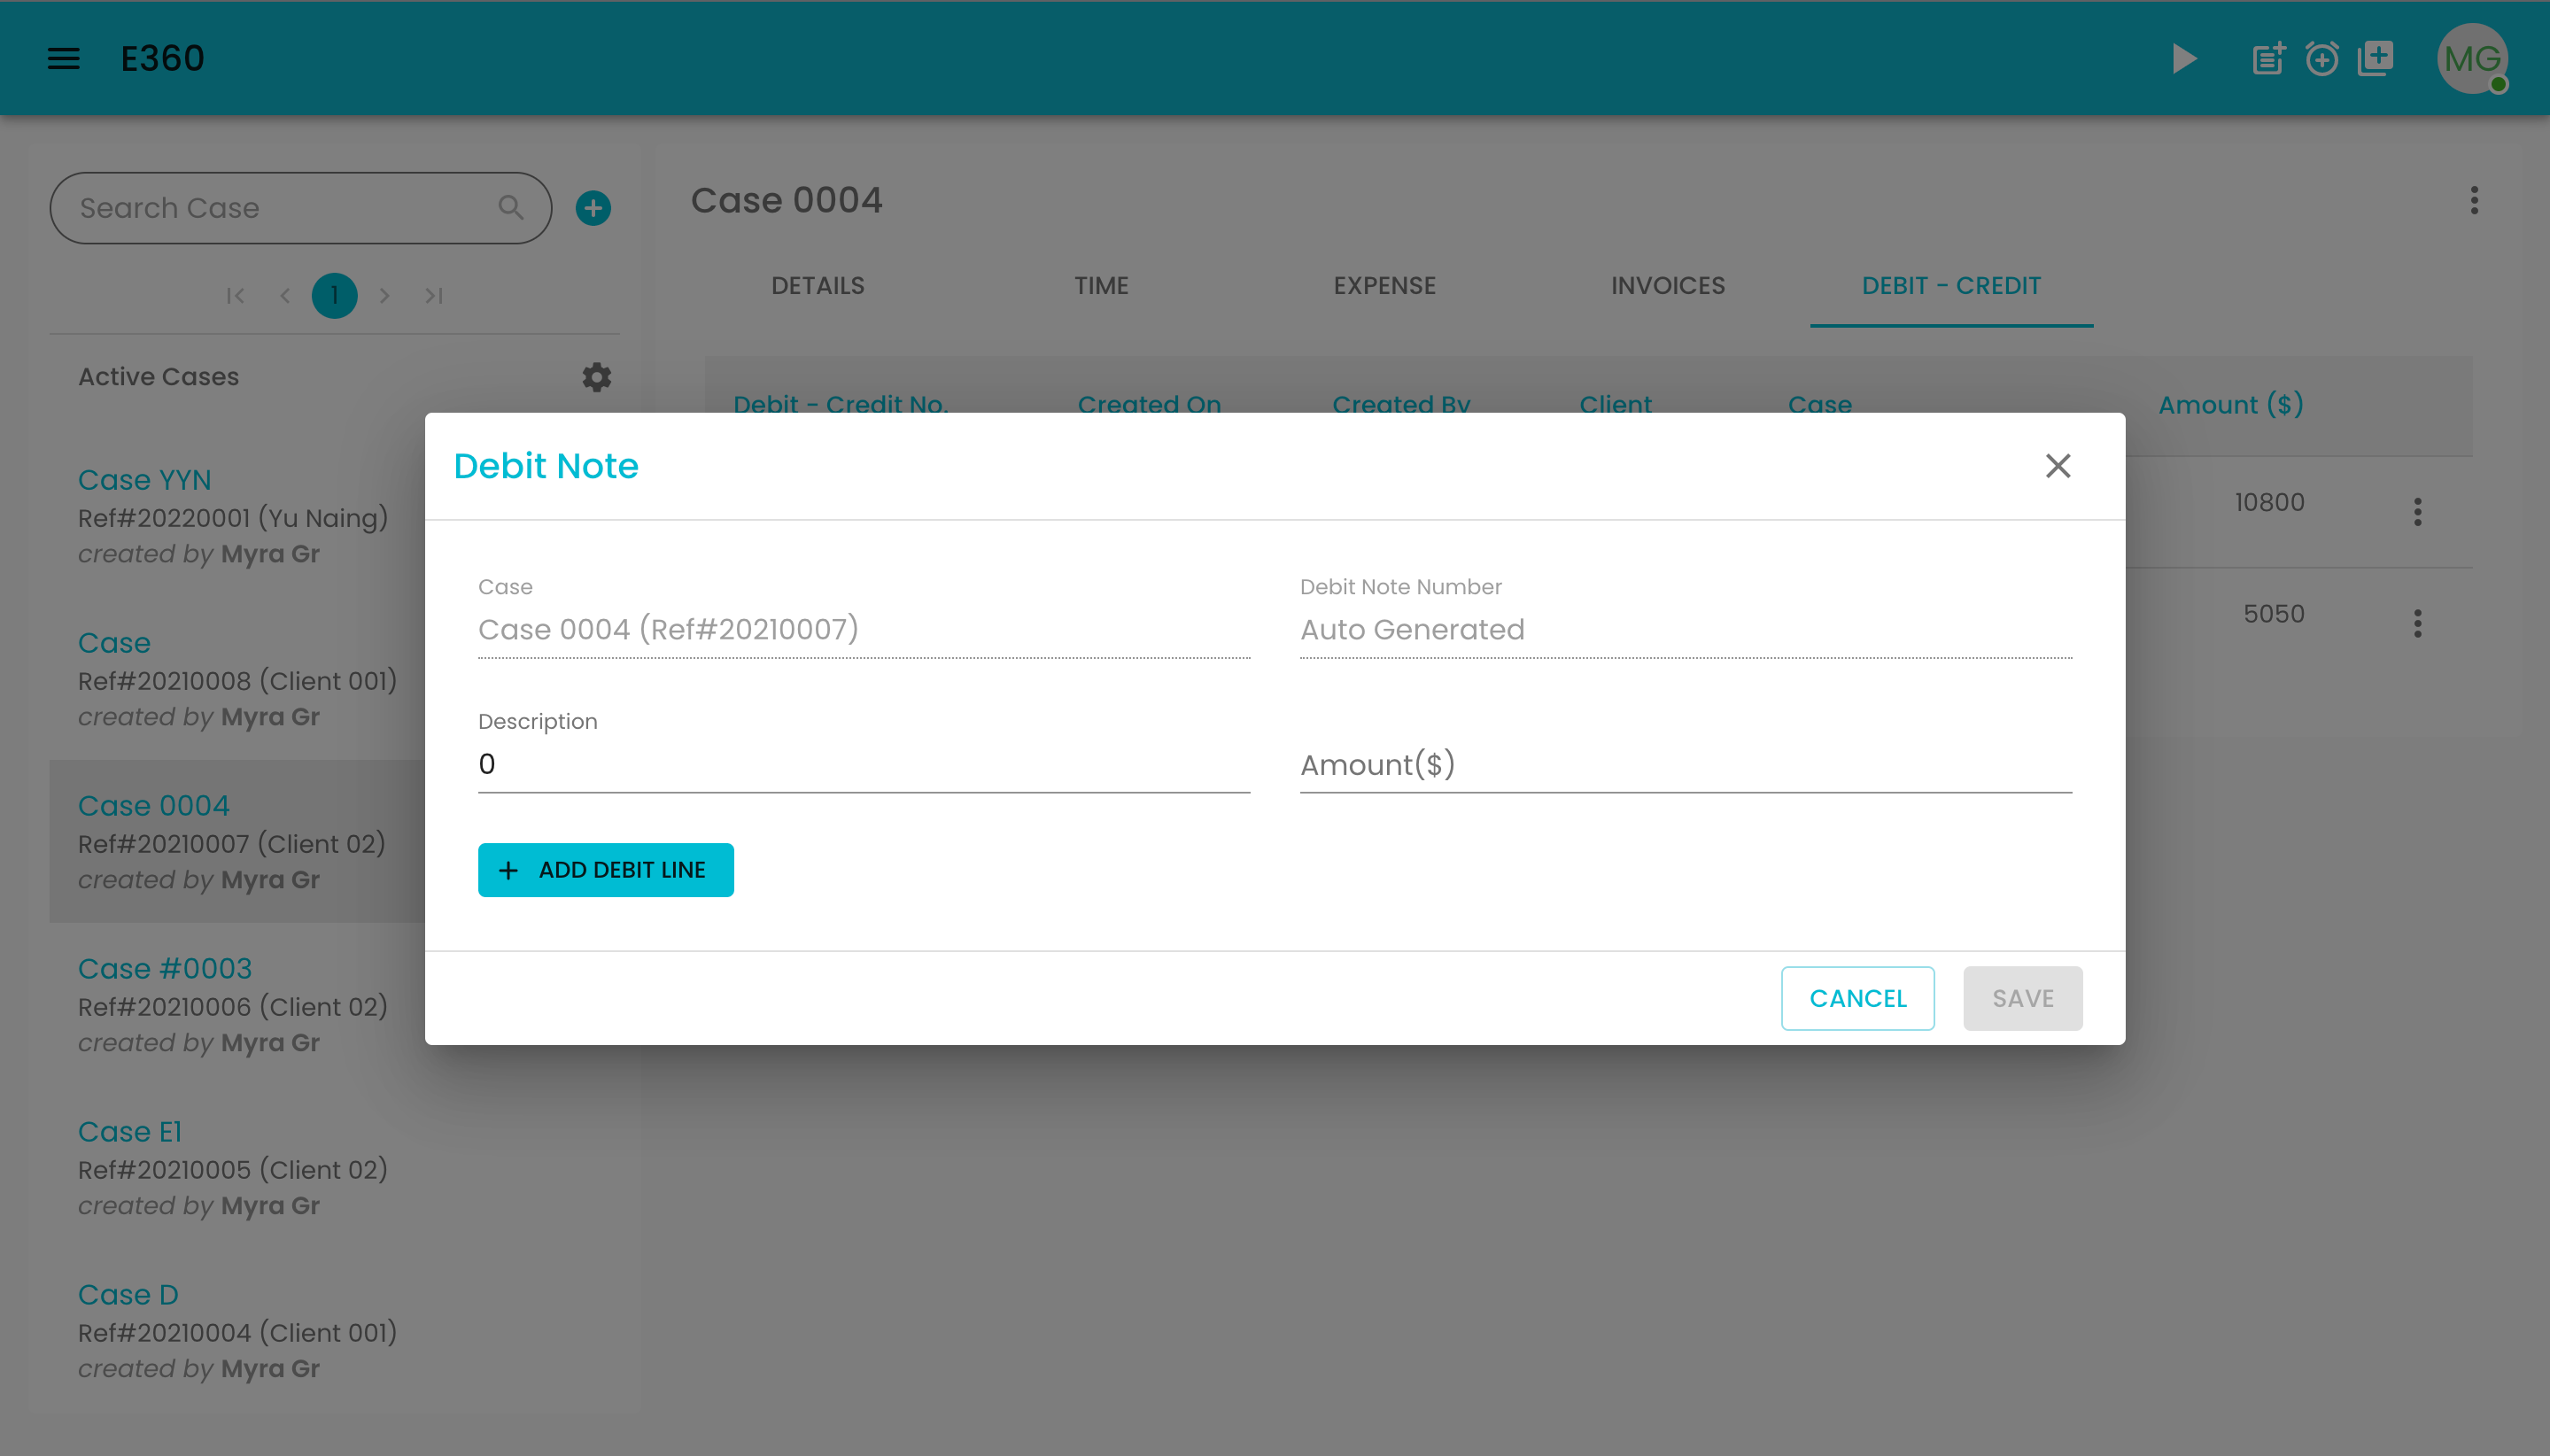 E360
MG
Search Case
1
Active Cases
Case YYN
Ref#20220001 (Yu Naing)
created by Myra Gr
Case
Ref#20210008 (Client 001)
created by Myra Gr
Case 0004
Ref#20210007 (Client 02)
created by Myra Gr
Case #0003
Ref#20210006 (Client 02)
created by Myra Gr
Case E1
Ref#20210005 (Client 02)
created by Myra Gr
Case D
Ref#20210004 (Client 001)
created by Myra Gr
Case 0004
DETAILS TIME EXPENSE INVOICES DEBIT - CREDIT
Debit - Credit No. Created On Created By Client Case Amount ($)
10800
5050
Debit Note
Case Debit Note Number
Case 0004 (Ref#20210007) Auto Generated
Description
0 Amount($)
ADD DEBIT LINE
CANCEL SAVE